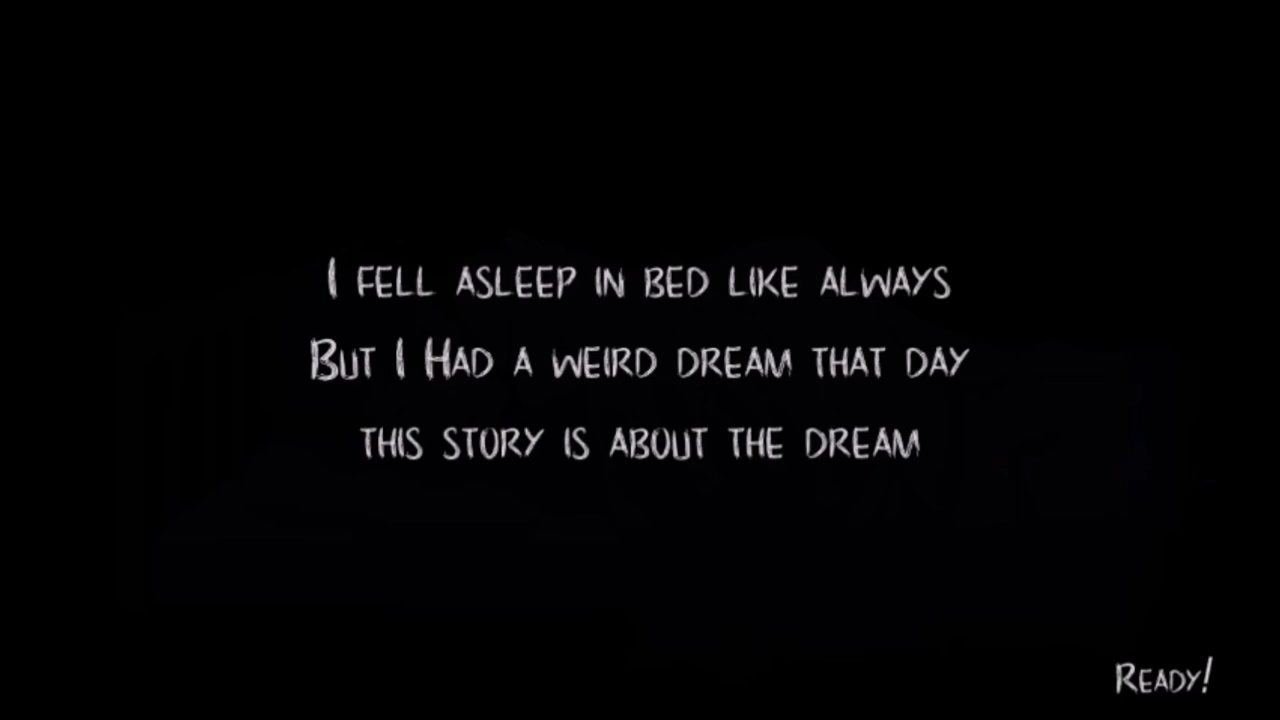 I FELL ASLEEP IN BED LIKE ALWAYS
BUT I HAD A WEIRD DREAM THAT DAY
THIS STORY IS ABOUT THE DREAM
READY!